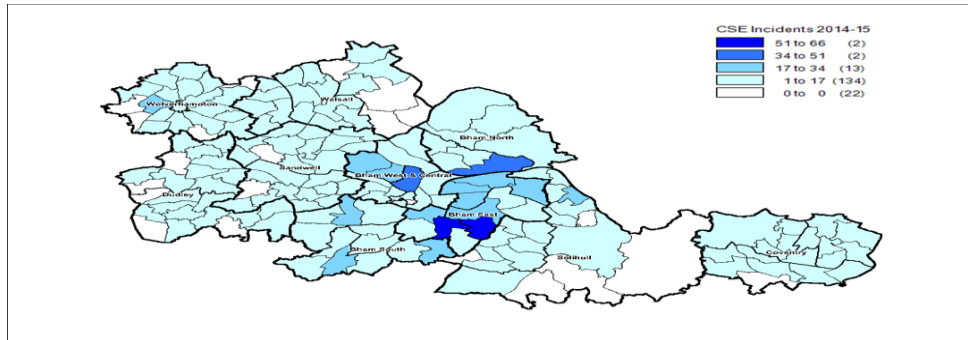 CSE Incidents 2014-15
51 to 66 (2)
34 to 51 (2)
17 to 34 (13)
1 to 17 (134)
0 to 0 (22)
Wolverhampton
Walsall
Bham North
Sandwell
Bham West & Central
Dudley
Bham East
Bham South
Solihull
Coventry